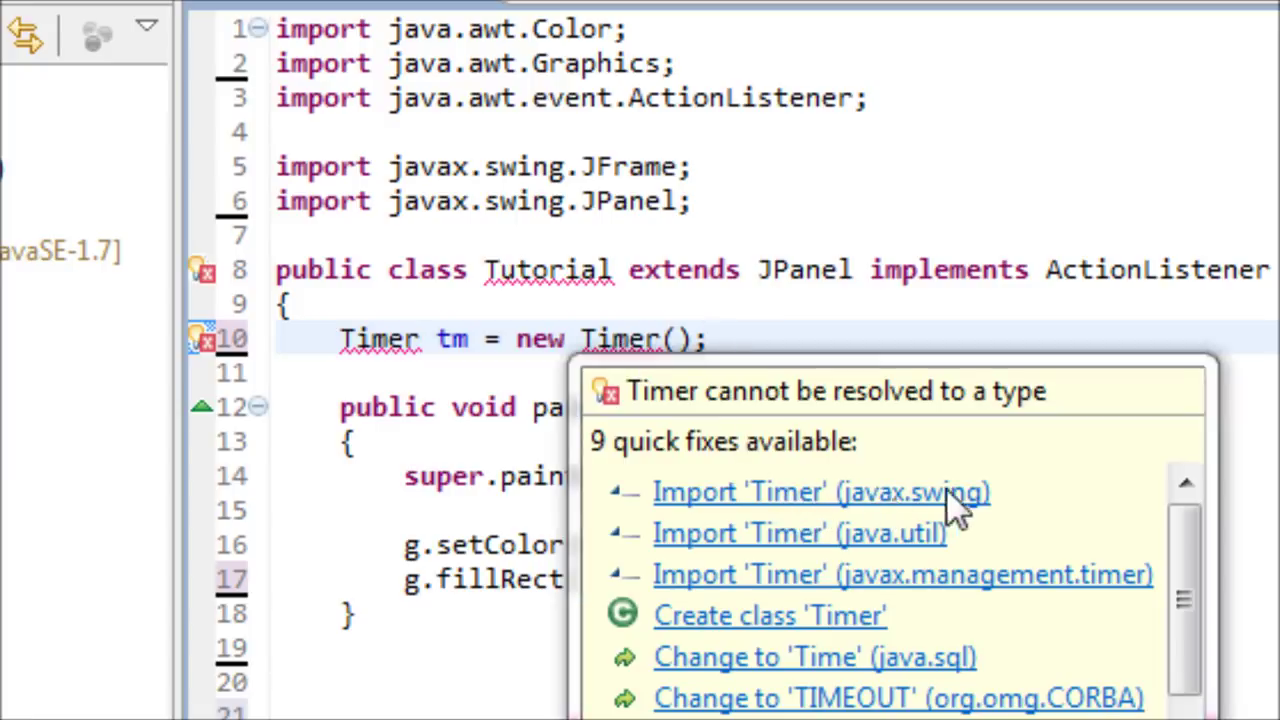 1 import java.awt.Color;
2 import java.awt.Graphics;
3 import java.awt.event.ActionListener;
4
5 import javax.swing.JFrame;
6 import javax.swing.JPanel;
7
avaSE-1.7]
8 public class Tutorial extends JPanel implements ActionListener
9 {
10 Timer tm = new Timer();
11
Timer cannot be resolved to a type
12 public void pa
9 quick fixes available:
13 {
14 super.pain
Import 'Timer' (javax.swing)
15
Import 'Timer' (java.util)
16 g.setColor
17 g.fillRect
Import 'Timer' (javax.management.timer)
18 }
Create class 'Timer'
19
Change to 'Time' (java.sql)
20
Change to 'TIMEOUT' (org.omg.CORBA)
21